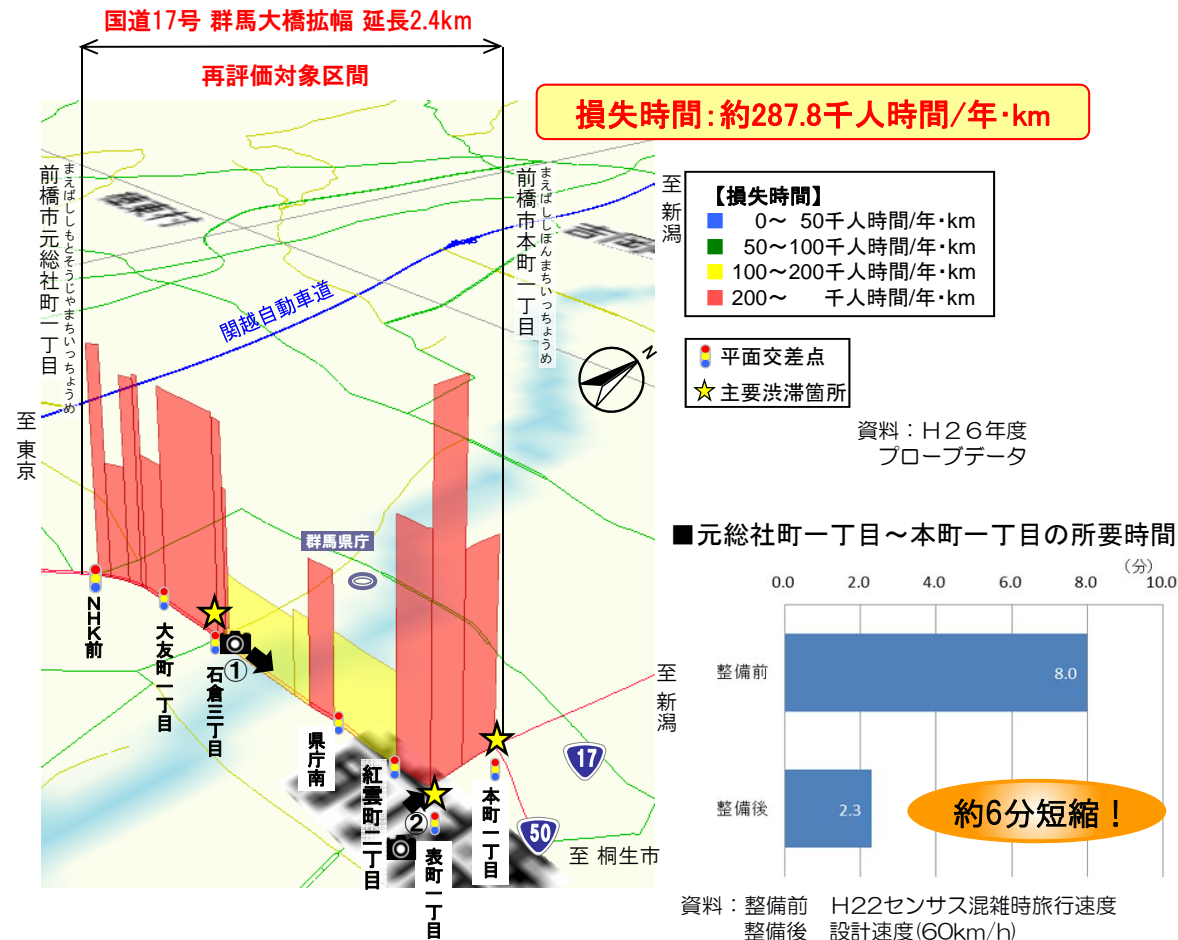 国道17号 群馬大橋拡幅 延長2.4km
再評価対象区間
損失時間：約287.8千人時間/年・km
前橋市元総社町一丁目
まえばししもとそうじゃまちいっちょうめ
前橋市本町一丁目
まえばししほんまちいっちょうめ
至 新潟
【損失時間】
0～ 50千人時間/年・km
50～100千人時間/年・km
100～200千人時間/年・km
200～ 千人時間/年・km
平面交差点
主要渋滞箇所
資料：Ｈ２６年度
プローブデータ
関越自動車道
N
至 東京
群馬県庁
NHK前
大友町一丁目
石倉三丁目
①
県庁南
紅雲町二丁目
②
表町一丁目
本町一丁目
至 新潟
17
50
至 桐生市
■元総社町一丁目～本町一丁目の所要時間
（分）
0.0 2.0 4.0 6.0 8.0 10.0
整備前 8.0
整備後 2.3
約6分短縮！
資料：整備前 H22センサス混雑時旅行速度
整備後 設計速度(60km/h)